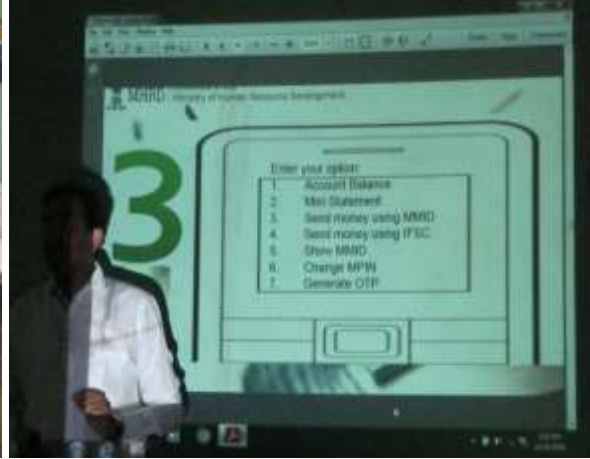 MHRD Ministry of Human Resource Development
3
Enter your option:
1. Account Balance
2. Mini Statement
3. Send money using MMID
4. Send money using IFSC
5. Show MMID
6. Change MPIN
7. Generate OTP